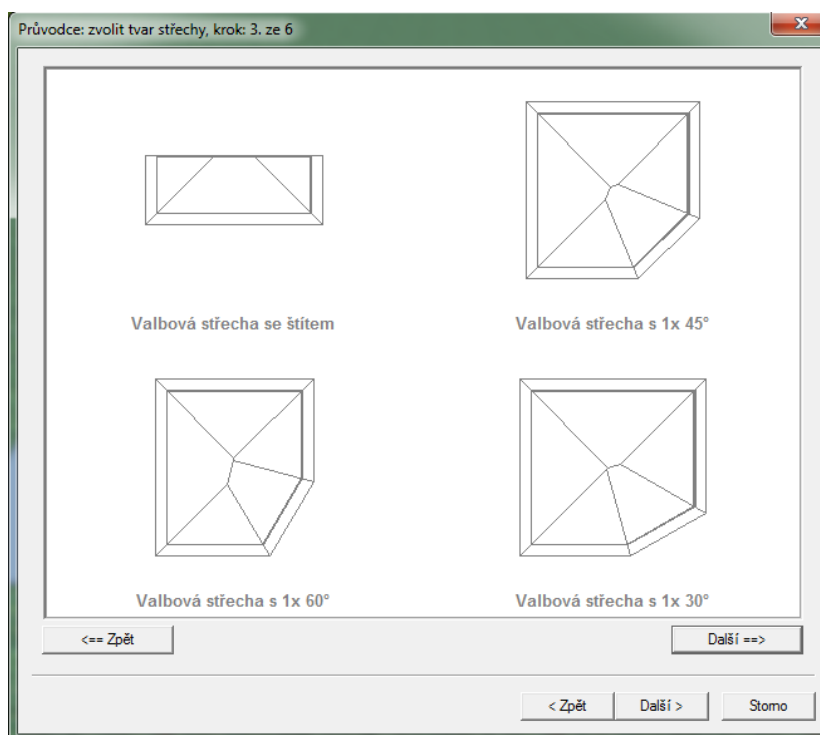 Průvodce: zvolit tvar střechy, krok: 3. ze 6
Valbová střecha se štítem
Valbová střecha s 1x 45°
Valbová střecha s 1x 60°
Valbová střecha s 1x 30°
<== Zpět
Další ==>
< Zpět
Další >
Storno